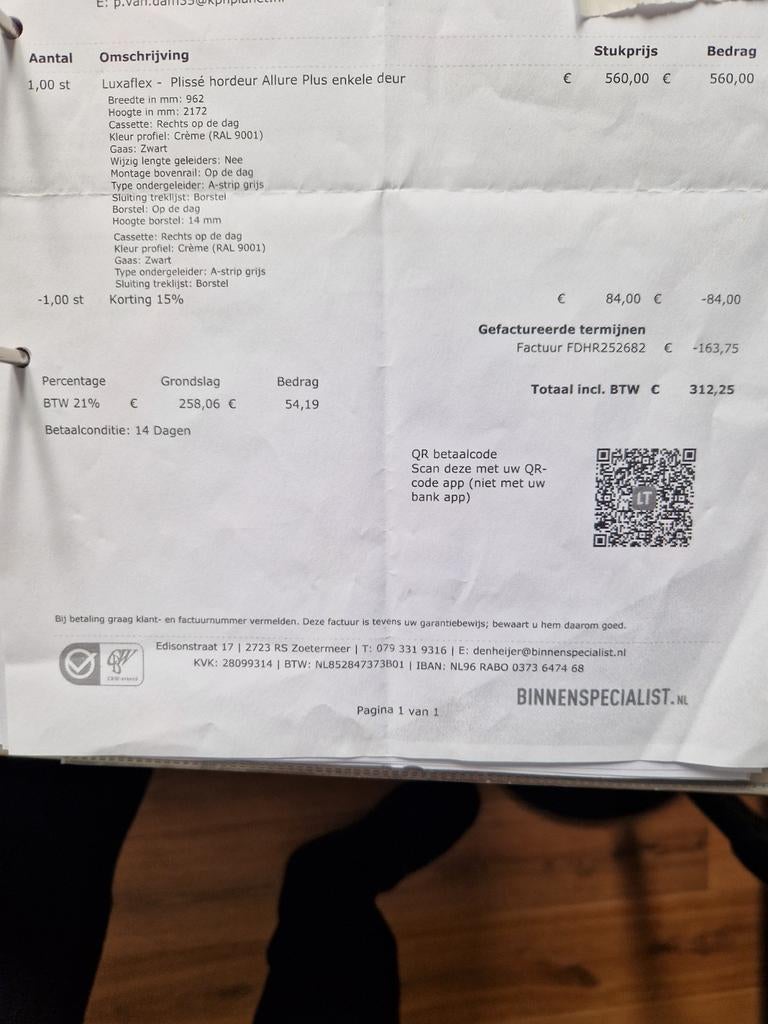 Aantal Omschrijving Stukprijs Bedrag
1,00 st Luxaflex - Plissé hordeur Allure Plus enkele deur € 560,00 € 560,00
Breedte in mm: 962
Hoogte in mm: 2172
Cassette: Rechts op de dag
Kleur profiel: Crème (RAL 9001)
Gaas: Zwart
Wijzig lengte geleiders: Nee
Montage bovenrail: Op de dag
Type ondergeleider: A-strip grijs
Sluiting treklijst: Borstel
Borstel: Op de dag
Hoogte borstel: 14 mm
Cassette: Rechts op de dag
Kleur profiel: Crème (RAL 9001)
Gaas: Zwart
Type ondergeleider: A-strip grijs
Sluiting treklijst: Borstel
-1,00 st Korting 15% € 84,00 € -84,00
Gefactureerde termijnen
Factuur FDHR252682 € -163,75
Percentage Grondslag Bedrag
BTW 21% € 258,06 € 54,19
Totaal incl. BTW € 312,25
Betaalconditie: 14 Dagen
QR betaalcode
Scan deze met uw QR-
code app (niet met uw
bank app)
LT
Bij betaling graag klant- en factuurnummer vermelden. Deze factuur is tevens uw garantiebewijs; bewaart u hem daarom goed.
Edisonstraat 17 | 2723 RS Zoetermeer | T: 079 331 9316 | E: denheijer@binnenspecialist.nl
KVK: 28099314 | BTW: NL852847373B01 | IBAN: NL96 RABO 0373 6474 68
BINNENSPECIALIST.NL
Pagina 1 van 1